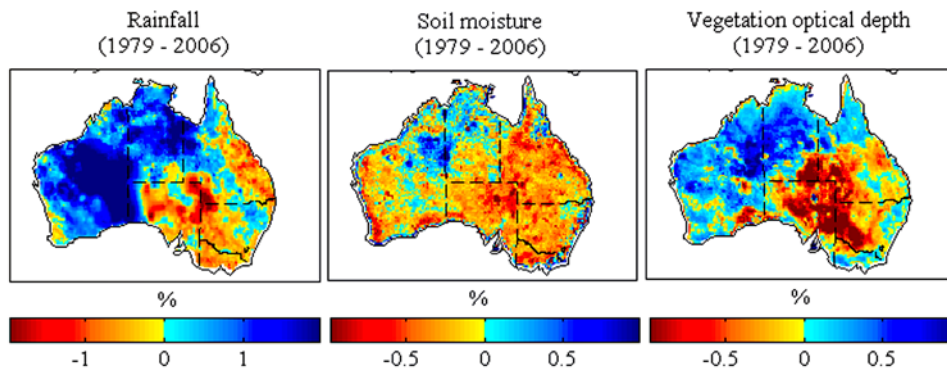 Rainfall
(1979 - 2006)
Soil moisture
(1979 - 2006)
Vegetation optical depth
(1979 - 2006)
%
%
%
-1 0 1
-0.5 0 0.5
-0.5 0 0.5